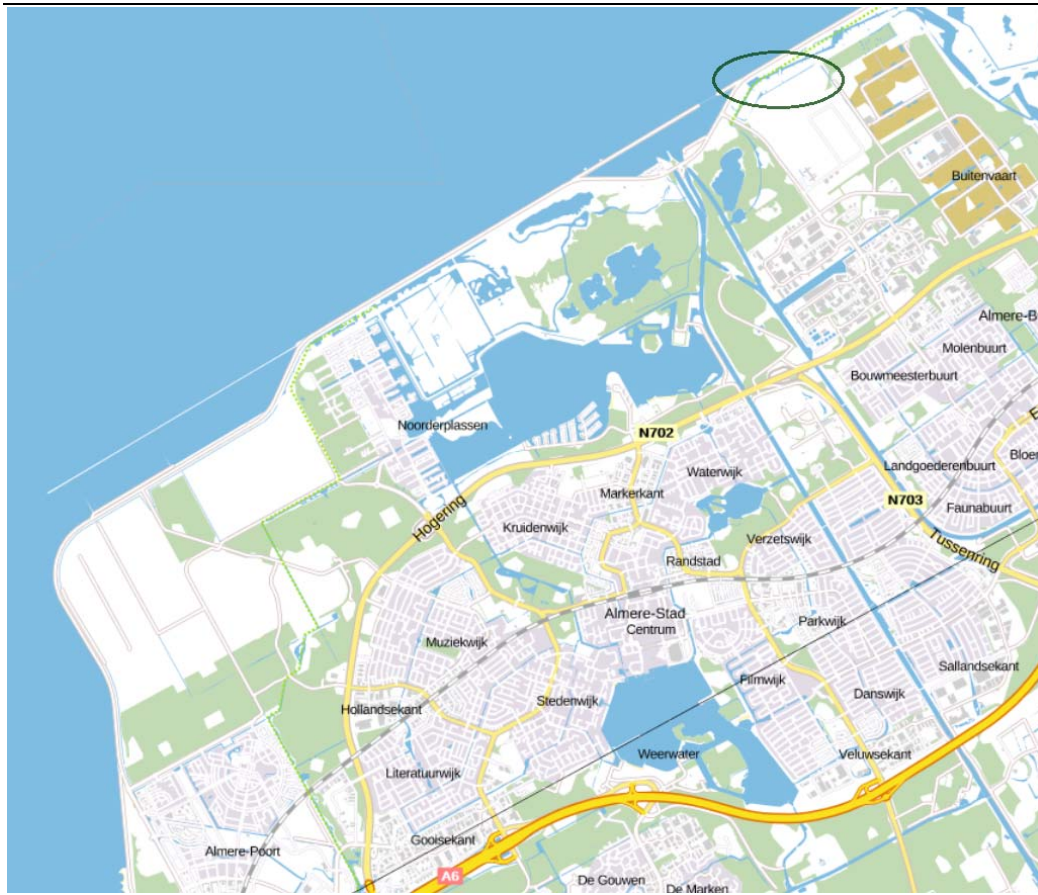 Buitenvaart
Almere-B
Molenbuurt
Bouwmeesterbuurt
Noorderplassen
N702
Waterwijk
Landgoederenbuurt
Bloe
Markerkant
N703
Faunabuurt
Hogering
Kruidenwijk
Verzetswijk
Tussenring
Randstad
Almere-Stad
Centrum
Parkwijk
Muziekwijk
Sallandsekant
Filmwijk
Danswijk
Hollandsekant
Stedenwijk
Weerwater
Veluwsekant
Literatuurwijk
Gooisekant
Almere-Poort
A6
De Gouwen
De Marken